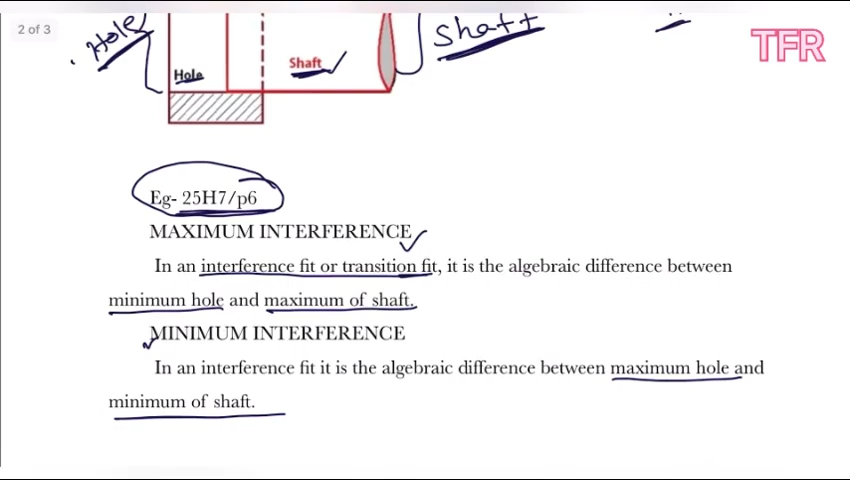 2 of 3
Hole
Shaft
TFR
Hole
Shaft
Eg- 25H7/p6
MAXIMUM INTERFERENCE
In an interference fit or transition fit, it is the algebraic difference between
minimum hole and maximum of shaft.
MINIMUM INTERFERENCE
In an interference fit it is the algebraic difference between maximum hole and
minimum of shaft.